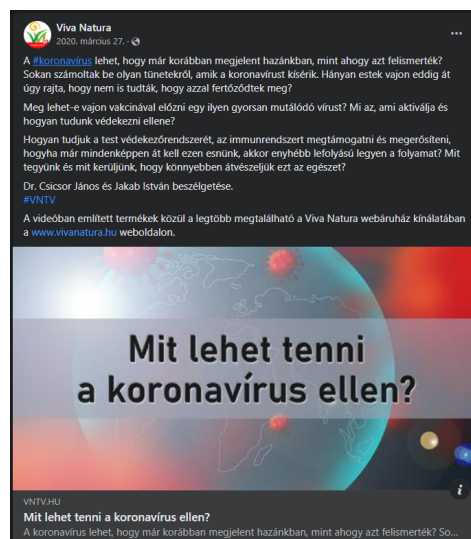 Viva Natura
2020. március 27. ·
A #koronavírus lehet, hogy már korábban megjelent hazánkban, mint ahogy azt felismerték?
Sokan számoltak be olyan tünetekről, amik a koronavírust kísérik. Hányan estek vajon eddig át
úgy rajta, hogy nem is tudták, hogy azzal fertőződtek meg?
Meg lehet-e vajon vakcinával előzni egy ilyen gyorsan mutálódó vírust? Mi az, ami aktiválja és
hogyan tudunk védekezni ellene?
Hogyan tudjuk a test védekezőrendszerét, az immunrendszert megtámogatni és megerősíteni,
hogyha már mindenképpen át kell ezen esnünk, akkor enyhébb lefolyású legyen a folyamat? Mit
tegyünk és mit kerüljünk, hogy könnyebben átvészeljük ezt az egészet?
Dr. Csicsor János és Jakab István beszélgetése.
#VNTV
A videóban említett termékek közül a legtöbb megtalálható a Viva Natura webáruház kínálatában
a www.vivanatura.hu weboldalon.
Mit lehet tenni
a koronavírus ellen?
VNTV.HU
Mit lehet tenni a koronavírus ellen?
A koronavírus lehet, hogy már korábban megjelent hazánkban, mint ahogy azt felismerték? So...